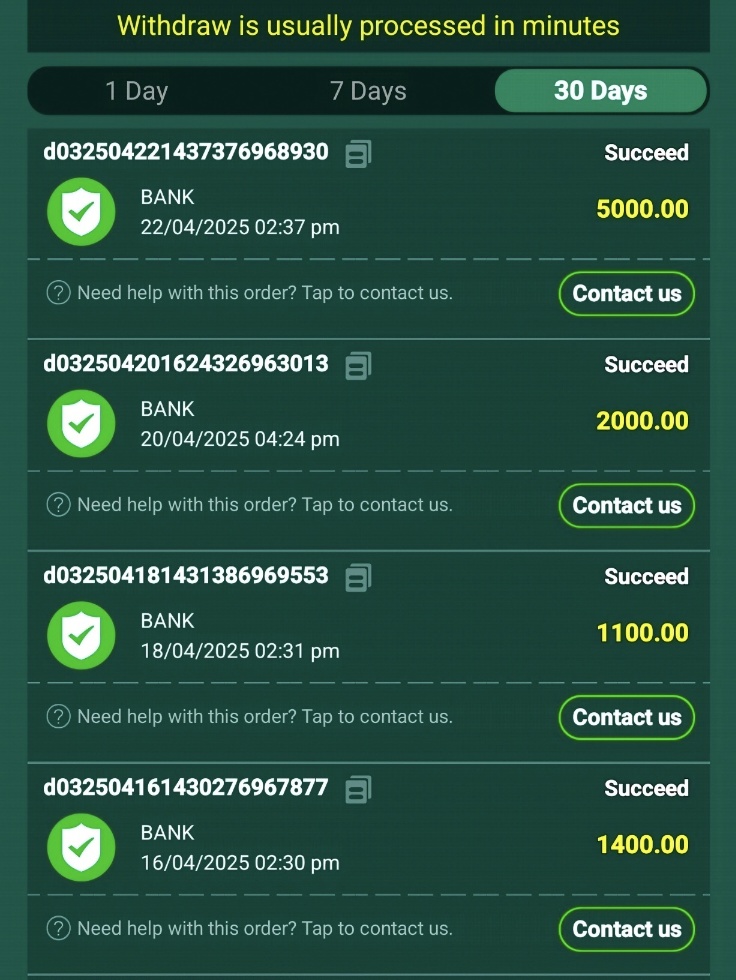 Withdraw is usually processed in minutes
1 Day 7 Days 30 Days
d032504221437376968930 Succeed
BANK
5000.00
22/04/2025 02:37 pm
Need help with this order? Tap to contact us. Contact us
d032504201624326963013 Succeed
BANK
2000.00
20/04/2025 04:24 pm
Need help with this order? Tap to contact us. Contact us
d032504181431386969553 Succeed
BANK
1100.00
18/04/2025 02:31 pm
Need help with this order? Tap to contact us. Contact us
d032504161430276967877 Succeed
BANK
1400.00
16/04/2025 02:30 pm
Need help with this order? Tap to contact us. Contact us